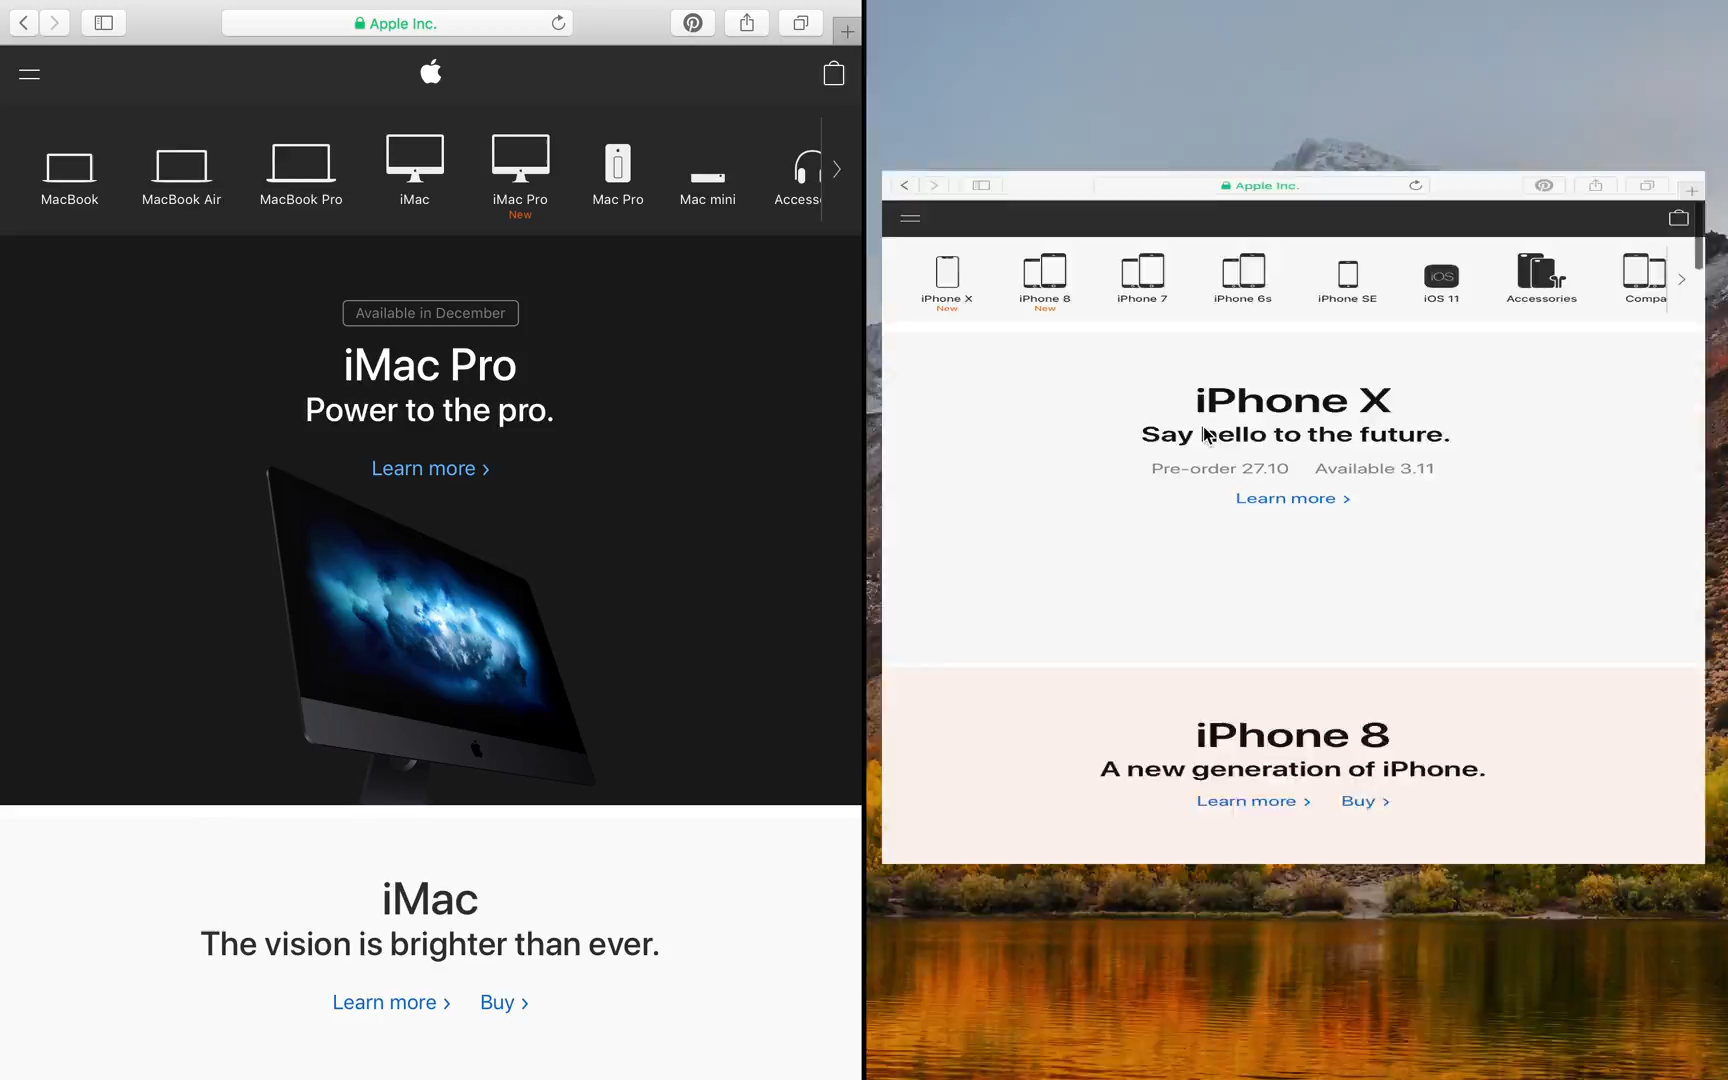 Apple Inc.
MacBook
MacBook Air
MacBook Pro
iMac
iMac Pro
New
Mac Pro
Mac mini
Access
Available in December
iMac Pro
Power to the pro.
Learn more >
iMac
The vision is brighter than ever.
Learn more > Buy >
Apple Inc.
iPhone X
New
iPhone 8
New
iPhone 7
iPhone 6s
iPhone SE
iOS
iOS 11
Accessories
Compa
iPhone X
Say hello to the future.
Pre-order 27.10 Available 3.11
Learn more >
iPhone 8
A new generation of iPhone.
Learn more > Buy >